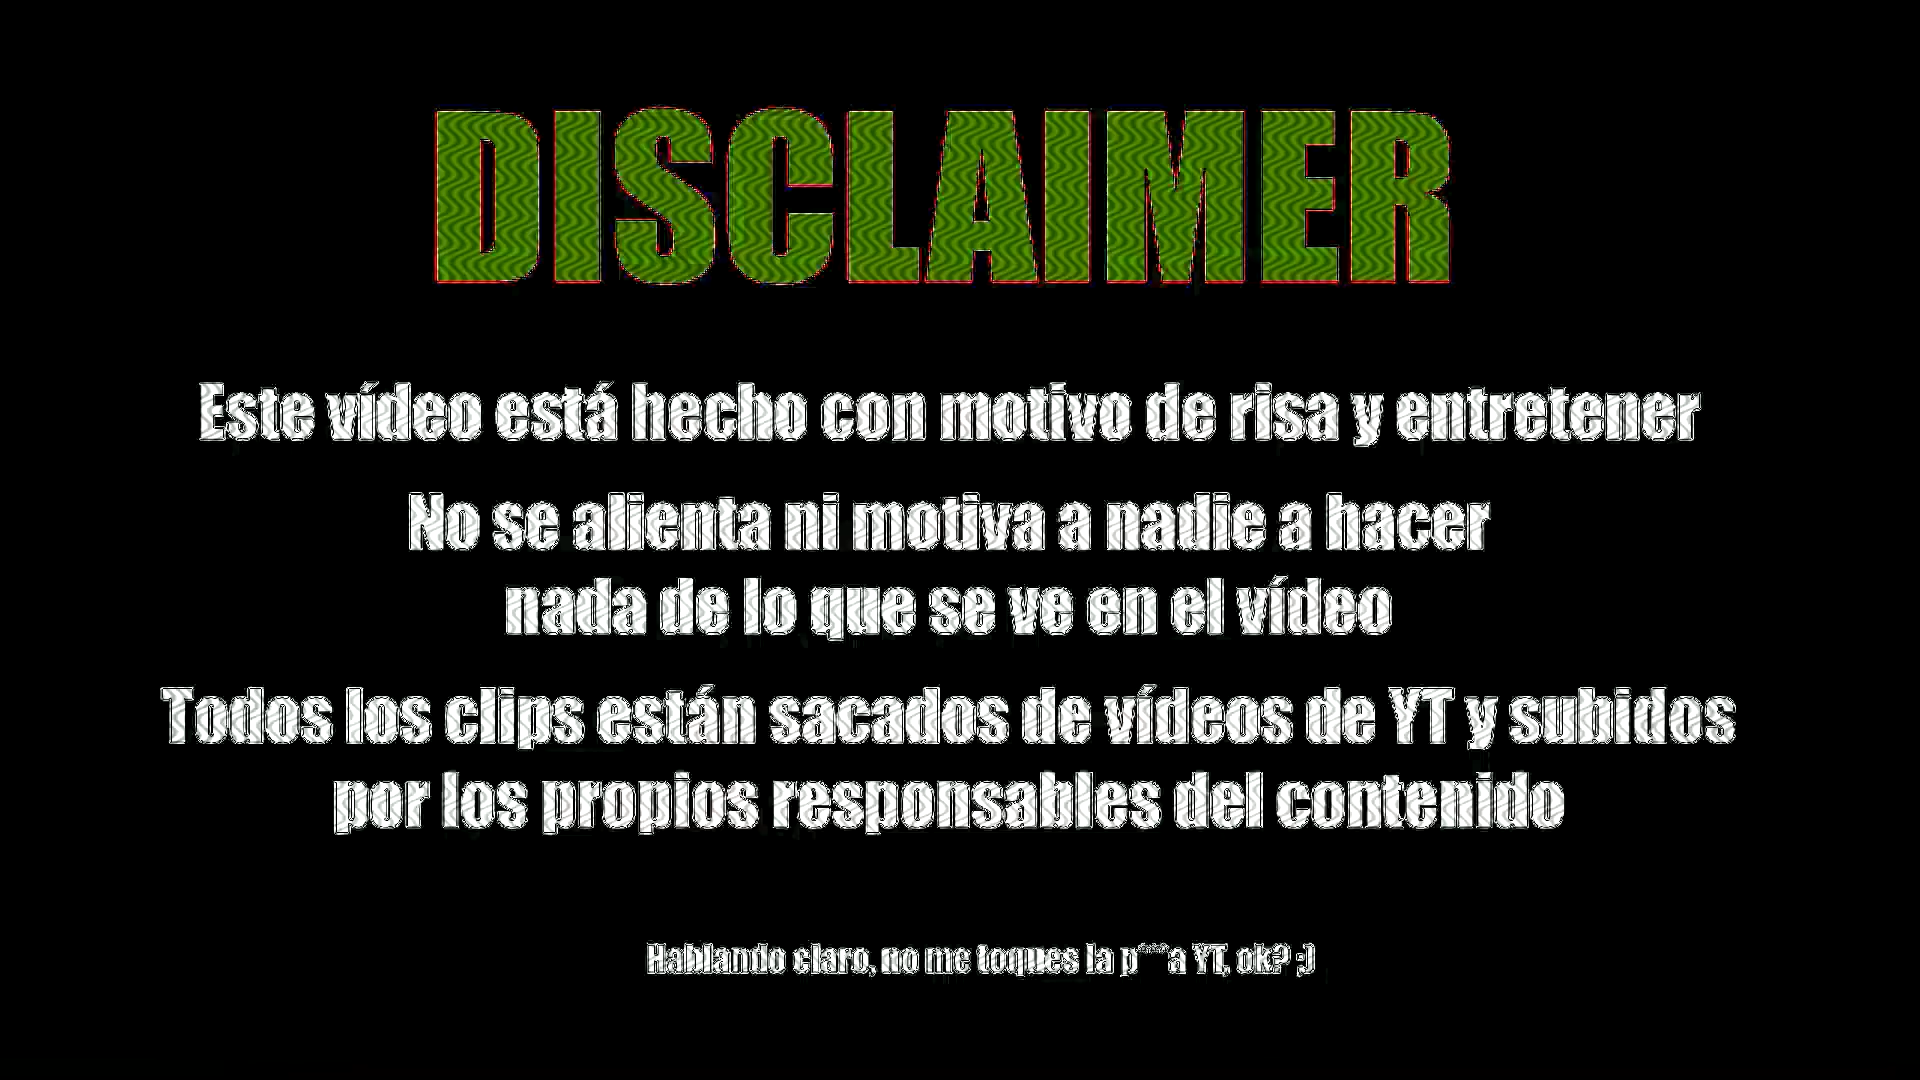 DISCLAIMER
Este vídeo está hecho con motivo de risa y entretener
No se alienta ni motiva a nadie a hacer
nada de lo que se ve en el vídeo
Todos los clips están sacados de vídeos de YT y subidos
por los propios responsables del contenido
Hablando claro, no me toques la p***a YT, ok? ;)